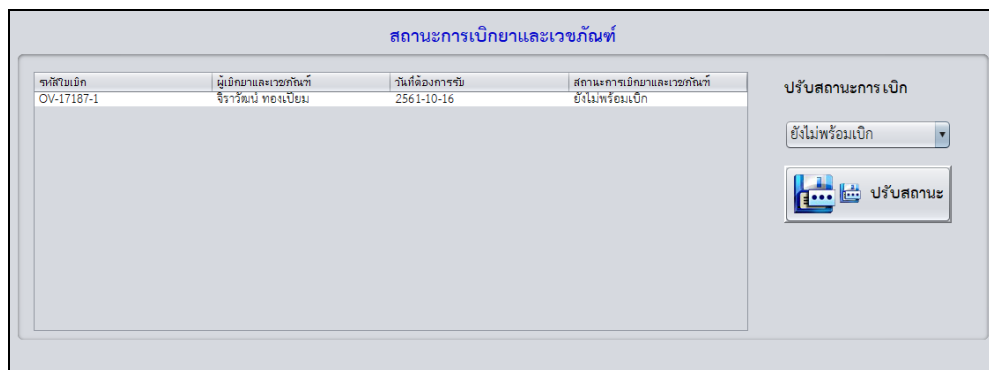 สถานะการเบิกยาและเวชภัณฑ์
รหัสใบเบิก ผู้เบิกยาและเวชภัณฑ์ วันที่ต้องการรับ สถานะการเบิกยาและเวชภัณฑ์
OV-17187-1 จิราวัฒน์ ทองเปี่ยม 2561-10-16 ยังไม่พร้อมเบิก
ปรับสถานะการเบิก
ยังไม่พร้อมเบิก
ปรับสถานะ